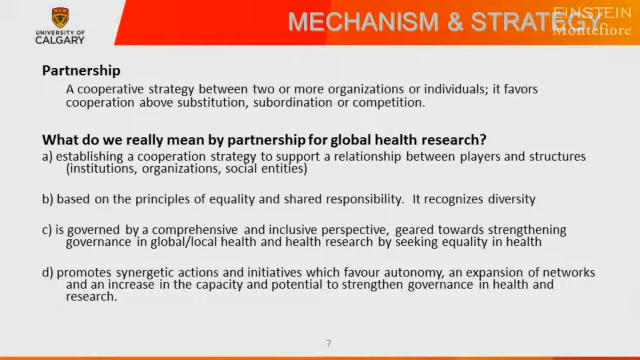 UNIVERSITY OF
CALGARY
MECHANISM & STRATEGY
EINSTEIN
Montefiore
Partnership
A cooperative strategy between two or more organizations or individuals; it favors
cooperation above substitution, subordination or competition.
What do we really mean by partnership for global health research?
a) establishing a cooperation strategy to support a relationship between players and structures
(institutions, organizations, social entities)
b) based on the principles of equality and shared responsibility. It recognizes diversity
c) is governed by a comprehensive and inclusive perspective, geared towards strengthening
governance in global/local health and health research by seeking equality in health
d) promotes synergetic actions and initiatives which favour autonomy, an expansion of networks
and an increase in the capacity and potential to strengthen governance in health and
research.
7